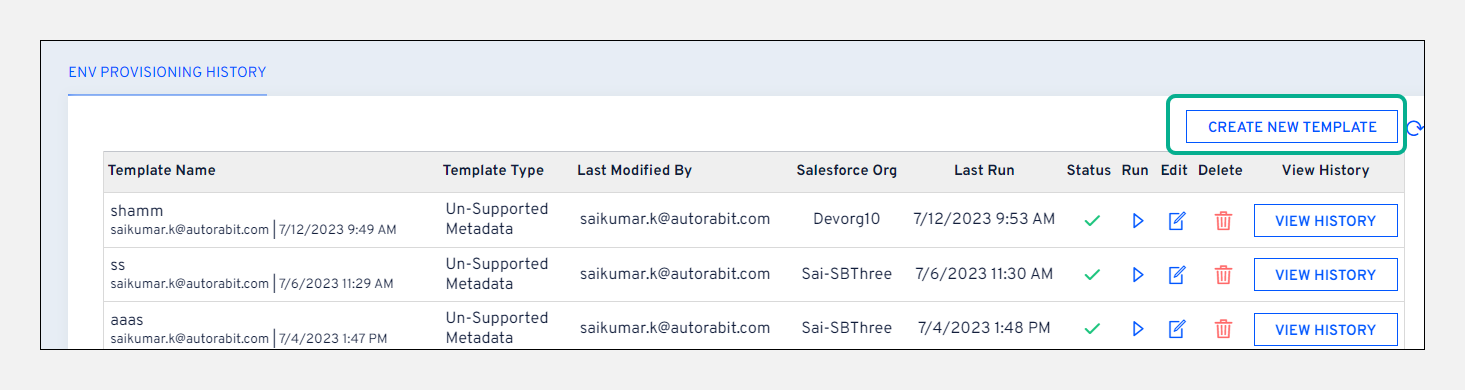 ENV PROVISIONING HISTORY
CREATE NEW TEMPLATE
Template Name Template Type Last Modified By Salesforce Org Last Run Status Run Edit Delete View History
shamm
saikumar.k@autorabit.com | 7/12/2023 9:49 AM
Un-Supported
Metadata
saikumar.k@autorabit.com Devorg10 7/12/2023 9:53 AM VIEW HISTORY
ss
saikumar.k@autorabit.com | 7/6/2023 11:29 AM
Un-Supported
Metadata
saikumar.k@autorabit.com Sai-SBThree 7/6/2023 11:30 AM VIEW HISTORY
aaas
saikumar.k@autorabit.com | 7/4/2023 1:47 PM
Un-Supported
Metadata
saikumar.k@autorabit.com Sai-SBThree 7/4/2023 1:48 PM VIEW HISTORY